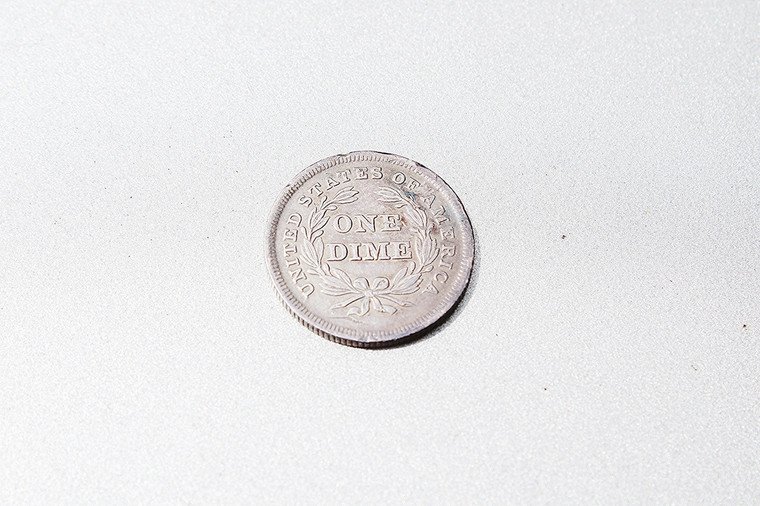 UNITED STATES OF AMERICA
ONE
DIME